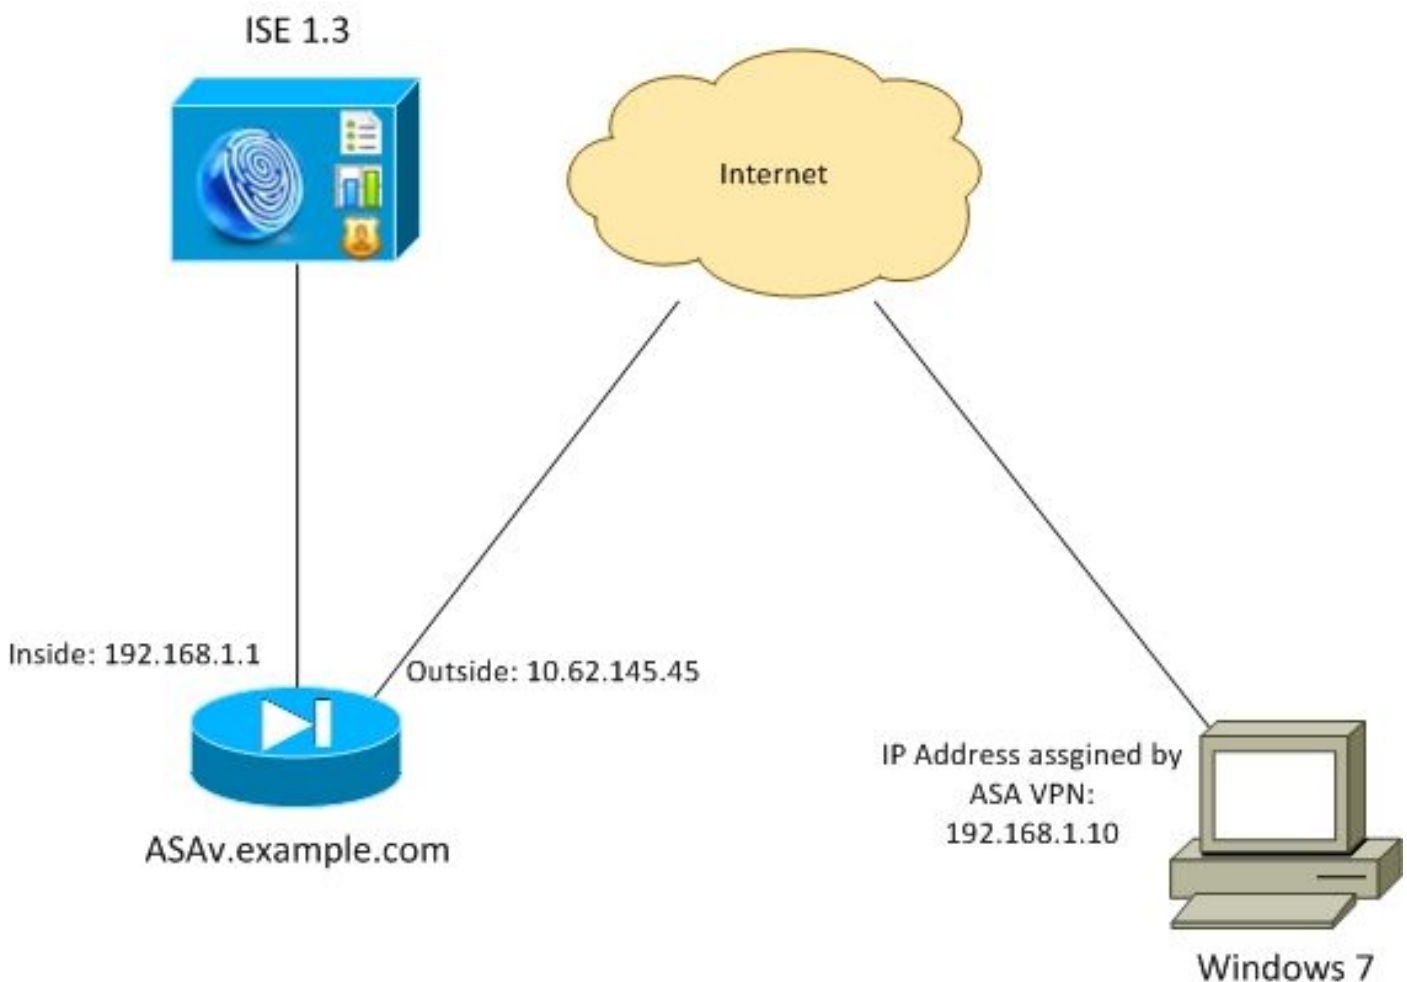 ISE 1.3
Internet
Inside: 192.168.1.1
Outside: 10.62.145.45
IP Address assgined by
ASA VPN:
192.168.1.10
ASAv.example.com
Windows 7